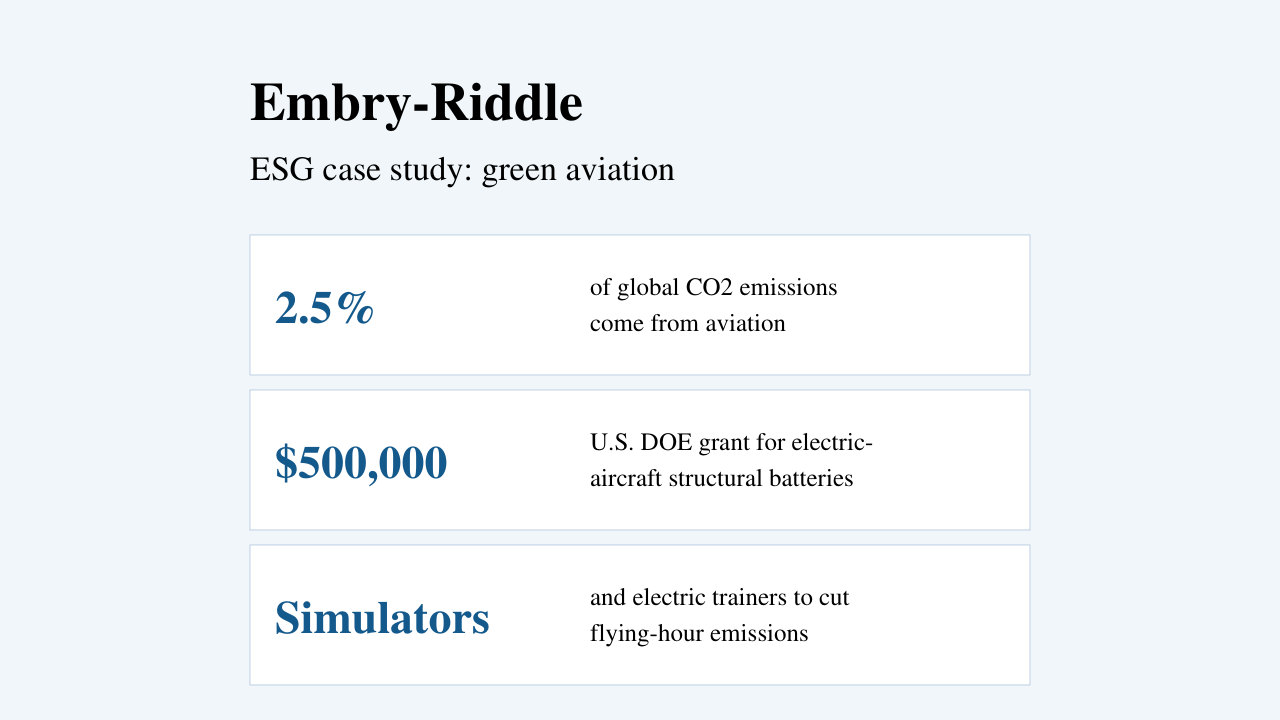 Embry-Riddle
ESG case study: green aviation
2.5%
of global CO2 emissions
come from aviation
$500,000
U.S. DOE grant for electric-
aircraft structural batteries
Simulators
and electric trainers to cut
flying-hour emissions